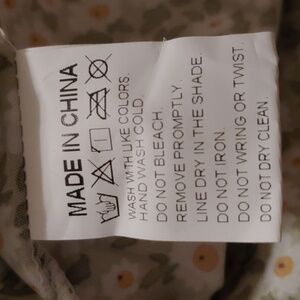 MADE IN CHINA
WASH WITH LIKE COLORS
HAND WASH COLD
DO NOT BLEACH.
REMOVE PROMPTLY.
LINE DRY IN THE SHADE.
DO NOT IRON.
DO NOT WRING OR TWIST.
DO NOT DRY CLEAN